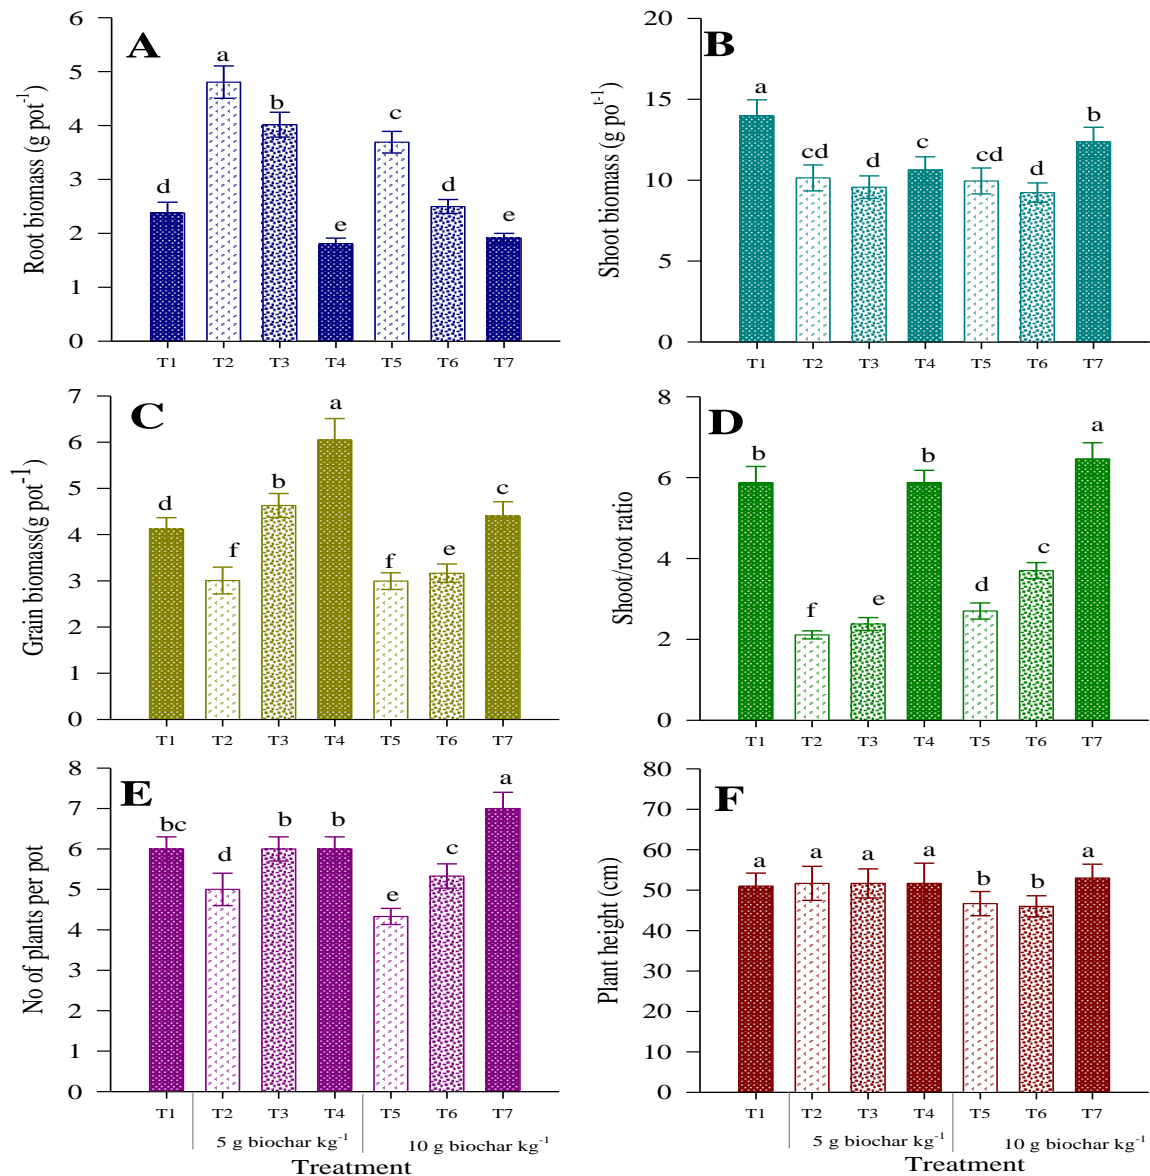 A
Root biomass (g pot-1)
6
5
4
3
2
1
0
d
a
b
e
c
d
e
T1 T2 T3 T4 T5 T6 T7
B
Shoot biomass (g pot-1)
20
15
10
5
0
a
cd
d
c
cd
d
b
T1 T2 T3 T4 T5 T6 T7
C
Grain biomass(g pot-1)
7
6
5
4
3
2
1
0
d
f
b
a
f
e
c
T1 T2 T3 T4 T5 T6 T7
D
Shoot/root ratio
8
6
4
2
0
b
f
e
b
d
c
a
T1 T2 T3 T4 T5 T6 T7
E
No of plants per pot
8
7
6
5
4
3
2
1
0
bc
d
b
b
e
c
a
T1 T2 T3 T4 T5 T6 T7
5 g biochar kg-1 10 g biochar kg-1
Treatment
F
Plant height (cm)
80
70
60
50
40
30
20
10
0
a
a
a
a
b
b
a
T1 T2 T3 T4 T5 T6 T7
5 g biochar kg-1 10 g biochar kg-1
Treatment